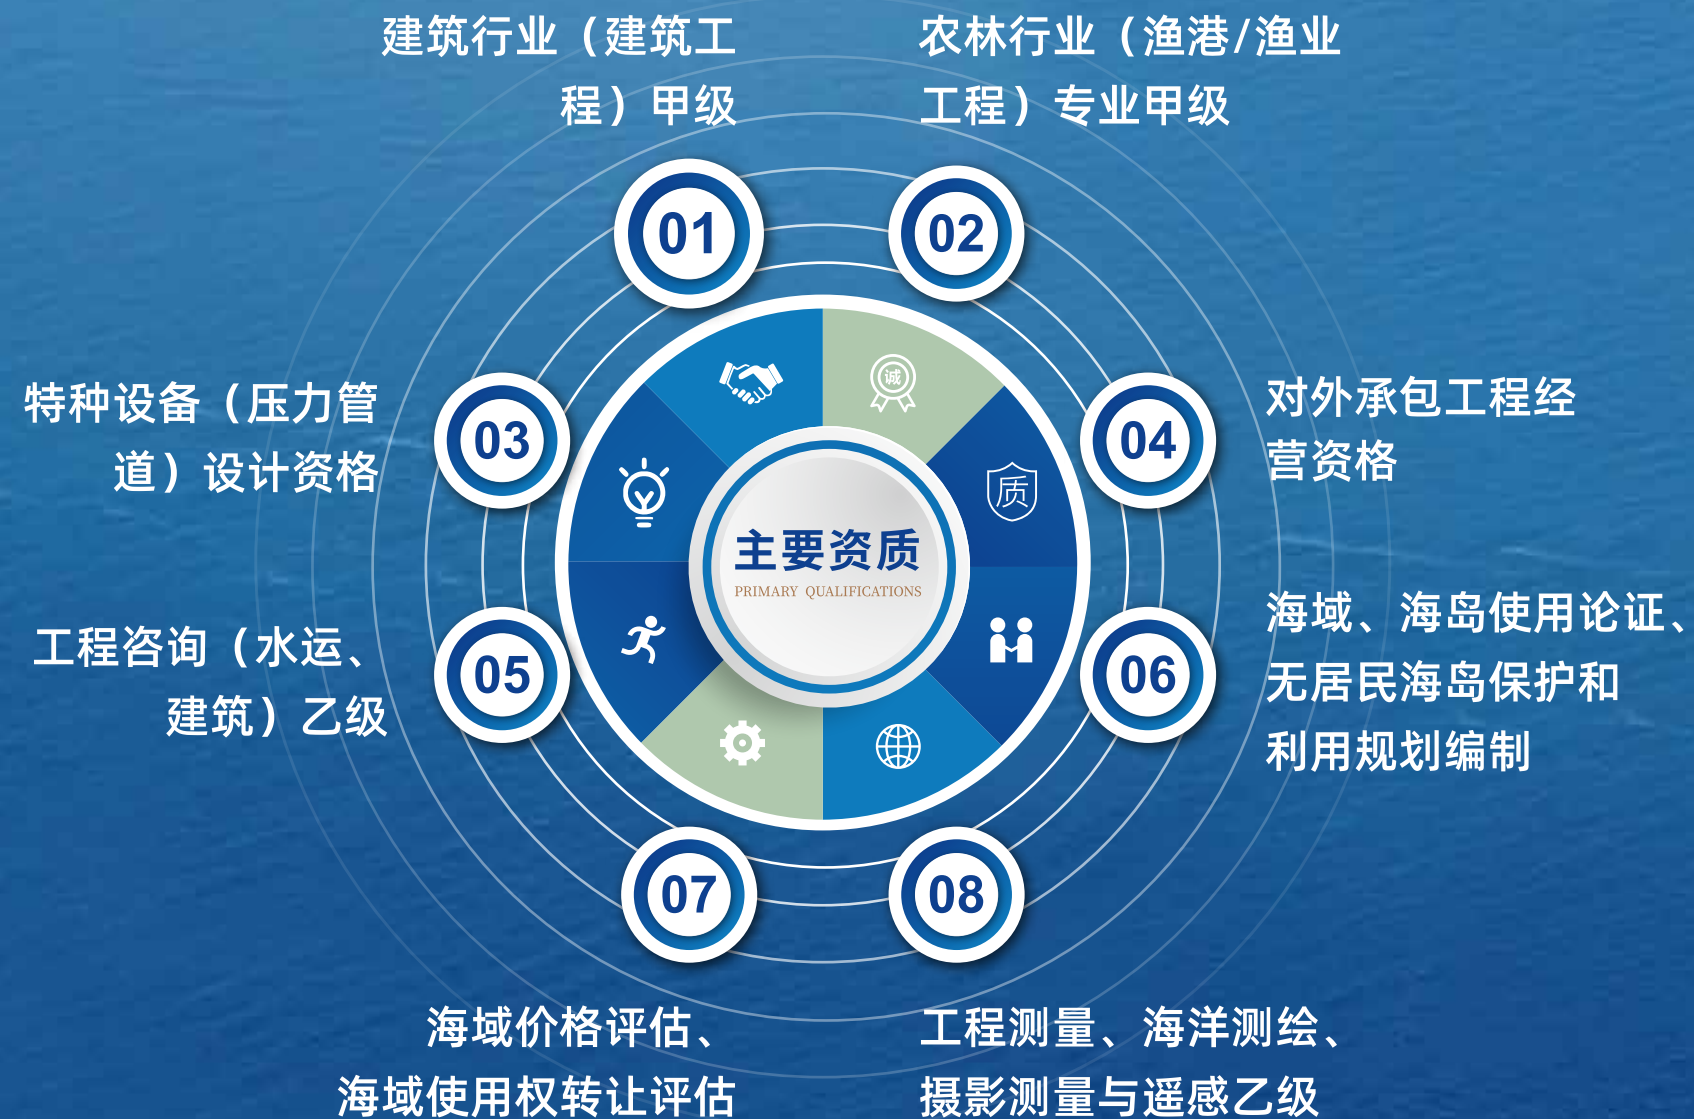 建筑行业（建筑工
程）甲级
农林行业（渔港/渔业
工程）专业甲级
01
02
特种设备（压力管
道）设计资格
03
04
对外承包工程经
营资格
诚
质
主要资质
PRIMARY QUALIFICATIONS
工程咨询（水运、
建筑）乙级
05
06
海域、海岛使用论证、
无居民海岛保护和
利用规划编制
07
08
海域价格评估、
海域使用权转让评估
工程测量、海洋测绘、
摄影测量与遥感乙级